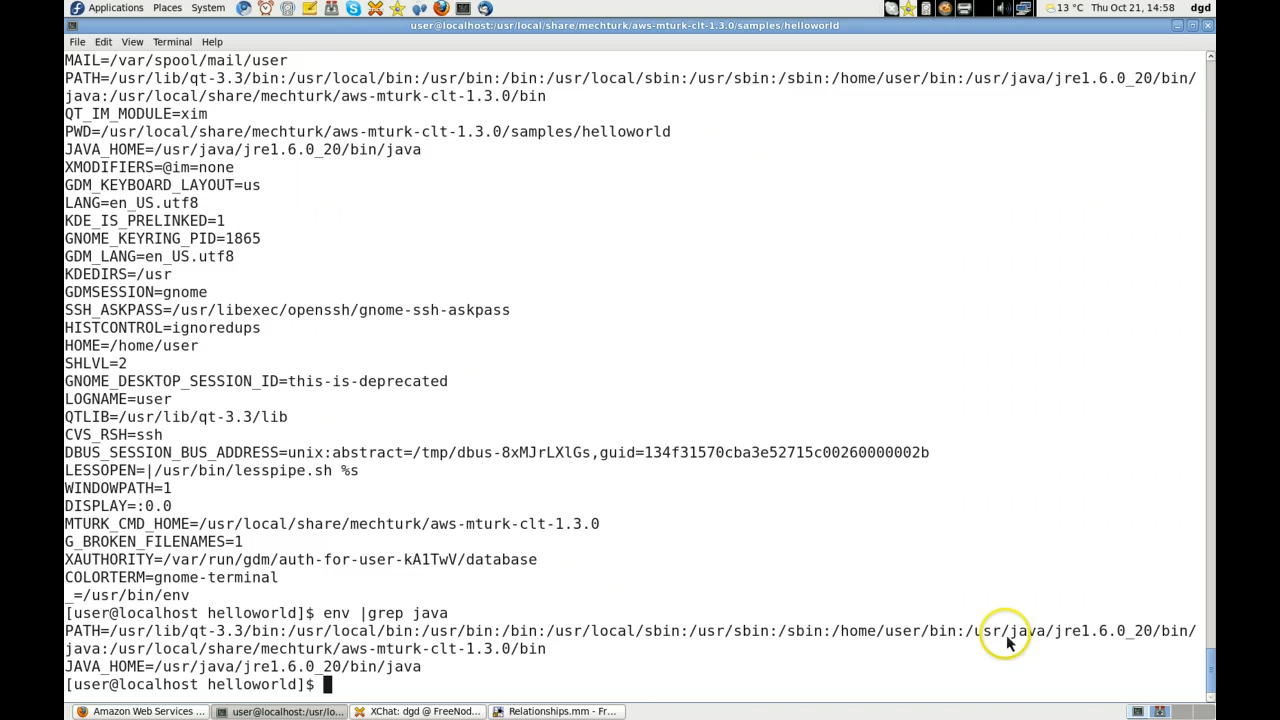 Applications Places System 13 °C Thu Oct 21, 14:58 dgd
user@localhost:/usr/local/share/mechturk/aws-mturk-clt-1.3.0/samples/helloworld
File Edit View Terminal Help
MAIL=/var/spool/mail/user
PATH=/usr/lib/qt-3.3/bin:/usr/local/bin:/usr/bin:/bin:/usr/local/sbin:/usr/sbin:/sbin:/home/user/bin:/usr/java/jre1.6.0_20/bin/
java:/usr/local/share/mechturk/aws-mturk-clt-1.3.0/bin
QT_IM_MODULE=xim
PWD=/usr/local/share/mechturk/aws-mturk-clt-1.3.0/samples/helloworld
JAVA_HOME=/usr/java/jre1.6.0_20/bin/java
XMODIFIERS=@im=none
GDM_KEYBOARD_LAYOUT=us
LANG=en_US.utf8
KDE_IS_PRELINKED=1
GNOME_KEYRING_PID=1865
GDM_LANG=en_US.utf8
KDEDIRS=/usr
GDMSESSION=gnome
SSH_ASKPASS=/usr/libexec/openssh/gnome-ssh-askpass
HISTCONTROL=ignoredups
HOME=/home/user
SHLVL=2
GNOME_DESKTOP_SESSION_ID=this-is-deprecated
LOGNAME=user
QTLIB=/usr/lib/qt-3.3/lib
CVS_RSH=ssh
DBUS_SESSION_BUS_ADDRESS=unix:abstract=/tmp/dbus-8xMJrLXlGs,guid=134f31570cba3e52715c00260000002b
LESSOPEN=|/usr/bin/lesspipe.sh %s
WINDOWPATH=1
DISPLAY=:0.0
MTURK_CMD_HOME=/usr/local/share/mechturk/aws-mturk-clt-1.3.0
G_BROKEN_FILENAMES=1
XAUTHORITY=/var/run/gdm/auth-for-user-kA1TwV/database
COLORTERM=gnome-terminal
_=/usr/bin/env
[user@localhost helloworld]$ env |grep java
PATH=/usr/lib/qt-3.3/bin:/usr/local/bin:/usr/bin:/bin:/usr/local/sbin:/usr/sbin:/sbin:/home/user/bin:/usr/java/jre1.6.0_20/bin/
java:/usr/local/share/mechturk/aws-mturk-clt-1.3.0/bin
JAVA_HOME=/usr/java/jre1.6.0_20/bin/java
[user@localhost helloworld]$
Amazon Web Services ... user@localhost:/usr/lo... XChat: dgd @ FreeNod... Relationships.mm - Fr...